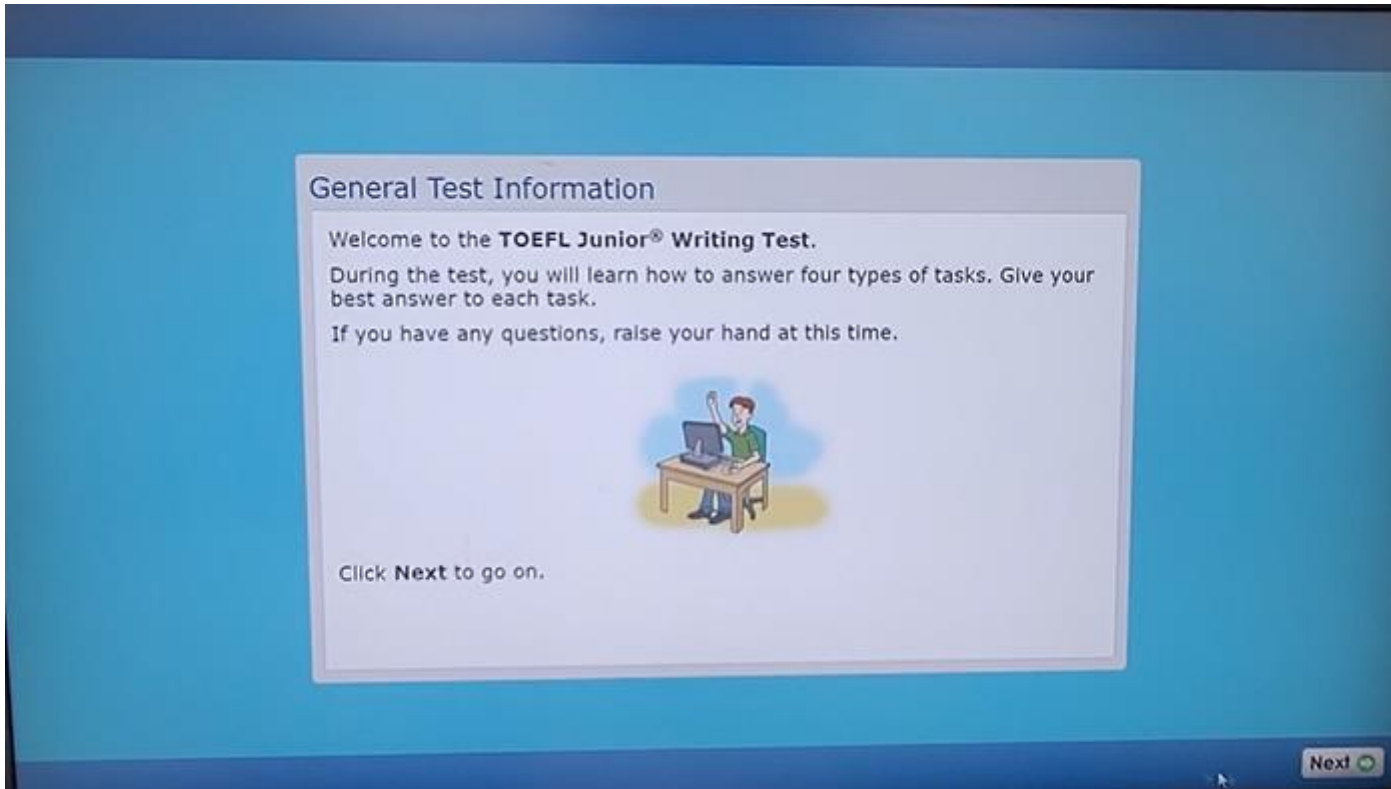 General Test Information
Welcome to the TOEFL Junior® Writing Test.
During the test, you will learn how to answer four types of tasks. Give your
best answer to each task.
If you have any questions, raise your hand at this time.
Click Next to go on.
Next